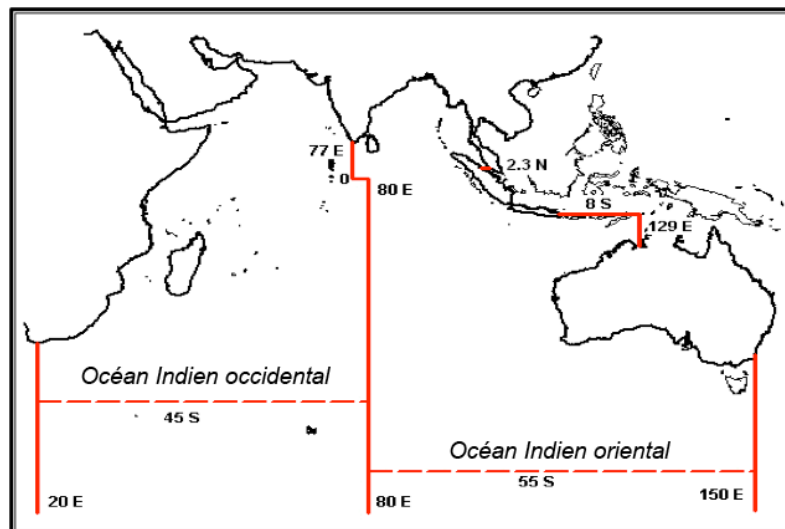 77 E
2.3 N
0
80 E
8 S
129 E
Océan Indien occidental
45 S
Océan Indien oriental
55 S
20 E
80 E
150 E